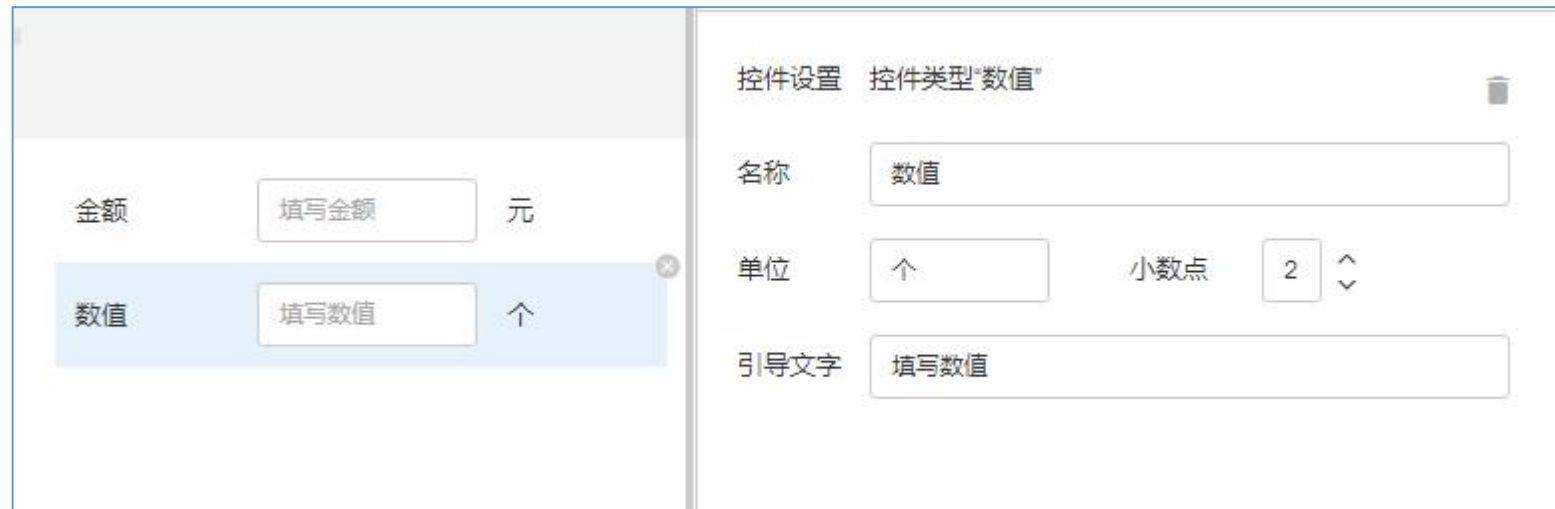 金额 填写金额 元
数值 填写数值 个
控件设置 控件类型“数值”
名称 数值
单位 个 小数点 2
引导文字 填写数值